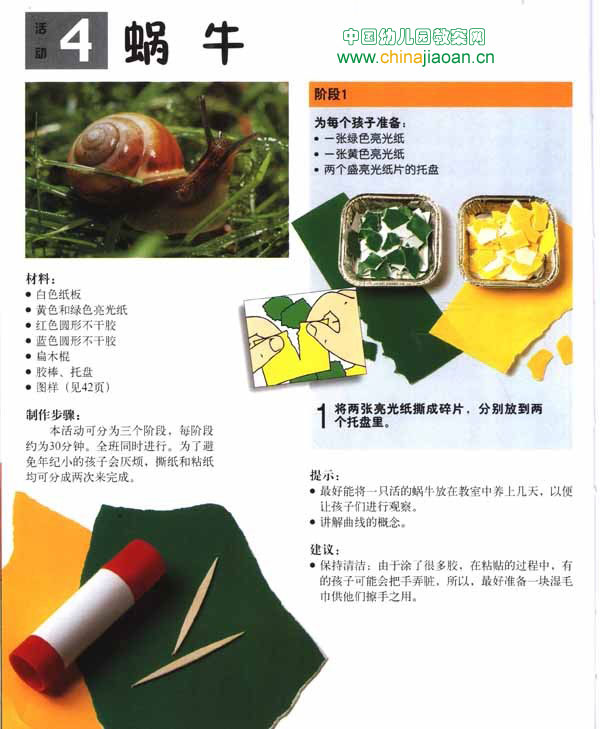 活动 4 蜗牛
中国幼儿园教案网
www.chinajiaoan.cn
阶段1
为每个孩子准备:
• 一张绿色亮光纸
• 一张黄色亮光纸
• 两个盛亮光纸片的托盘
材料:
• 白色纸板
• 黄色和绿色亮光纸
• 红色圆形不干胶
• 蓝色圆形不干胶
• 扁木棍
• 胶棒、托盘
• 图样(见42页)
制作步骤:
本活动可分为三个阶段,每阶段
约为30分钟。全班同时进行。为了避
免年纪小的孩子会厌烦,撕纸和粘纸
均可分成两次来完成。
1 将两张亮光纸撕成碎片,分别放到两
个托盘里。
提示:
• 最好能将一只活的蜗牛放在教室中养上几天,以便
让孩子们进行观察。
• 讲解曲线的概念。
建议:
• 保持清洁:由于涂了很多胶,在粘贴的过程中,有
的孩子可能会把手弄脏,所以,最好准备一块湿毛
巾供他们擦手之用。